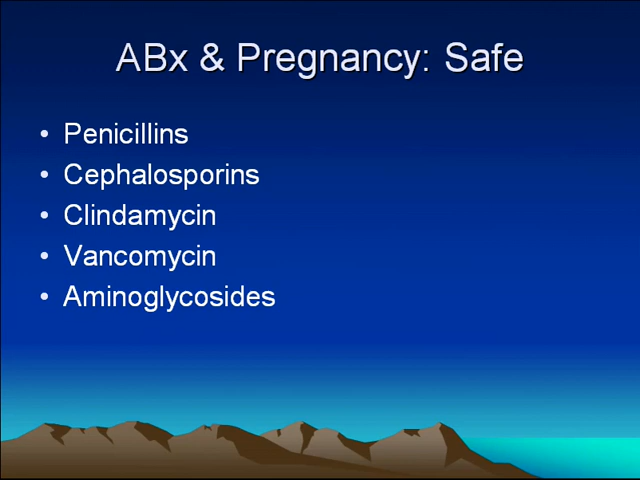 ABx & Pregnancy: Safe
• Penicillins
• Cephalosporins
• Clindamycin
• Vancomycin
• Aminoglycosides